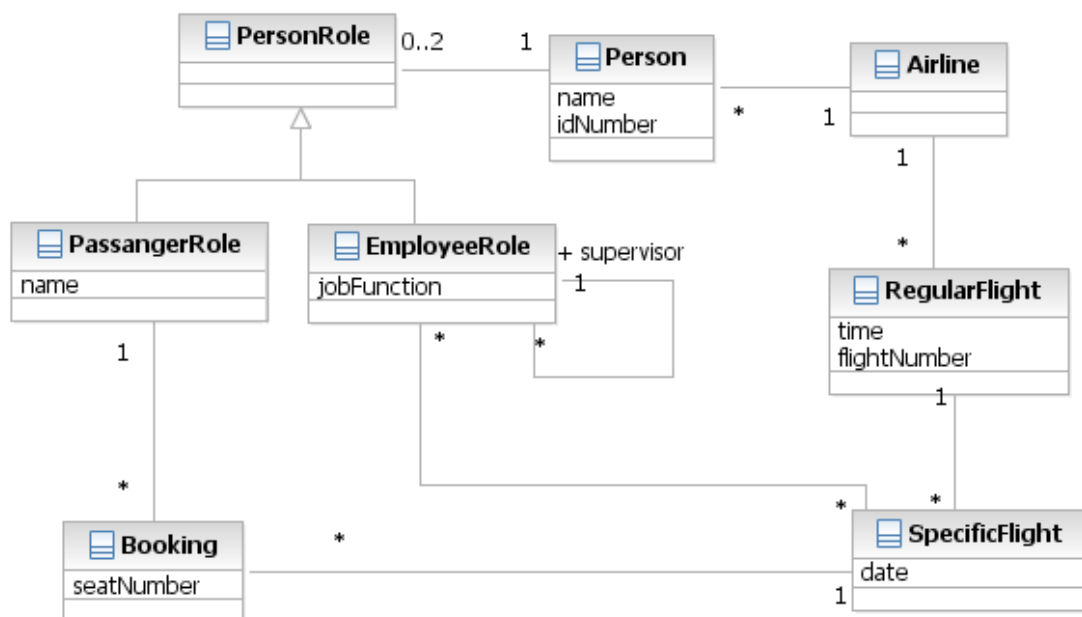 PersonRole
0..2
1
Person
name
idNumber
Airline
*
1
1
*
PassangerRole
name
EmployeeRole
jobFunction
+ supervisor
1
*
*
RegularFlight
time
flightNumber
1
1
*
*
*
*
SpecificFlight
date
Booking
seatNumber
*
1